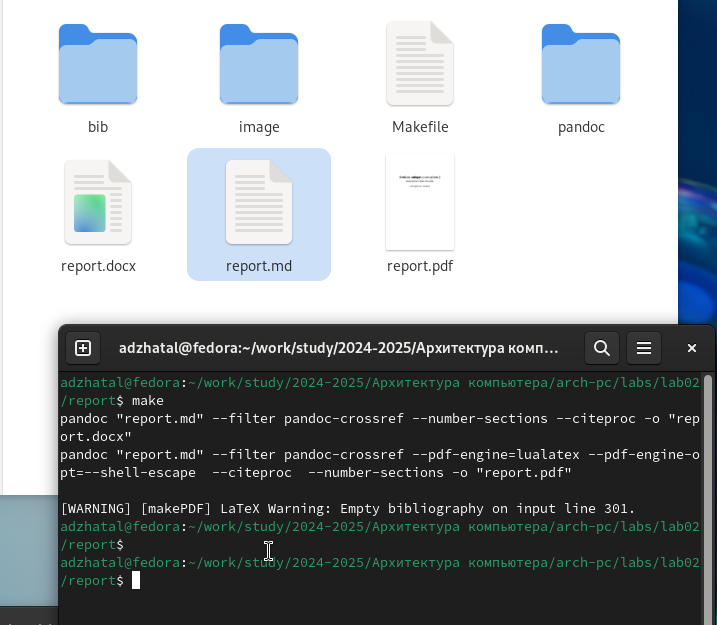 bib
image
Makefile
pandoc
report.docx
report.md
report.pdf
adzhatal@fedora:~/work/study/2024-2025/Архитектура комп...
adzhatal@fedora:~/work/study/2024-2025/Архитектура компьютера/arch-pc/labs/lab02
/report$ make
pandoc "report.md" --filter pandoc-crossref --number-sections --citeproc -o "rep
ort.docx"
pandoc "report.md" --filter pandoc-crossref --pdf-engine=lualatex --pdf-engine-o
pt=--shell-escape  --citeproc  --number-sections -o "report.pdf"
[WARNING] [makePDF] LaTeX Warning: Empty bibliography on input line 301.
adzhatal@fedora:~/work/study/2024-2025/Архитектура компьютера/arch-pc/labs/lab02
/report$
adzhatal@fedora:~/work/study/2024-2025/Архитектура компьютера/arch-pc/labs/lab02
/report$